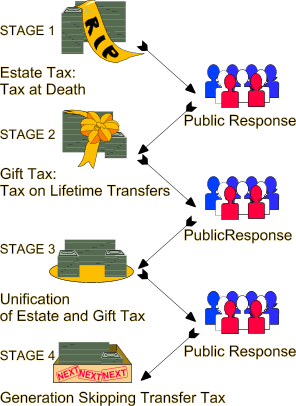 STAGE 1
RIP
Estate Tax:
Tax at Death
Public Response
STAGE 2
Gift Tax:
Tax on Lifetime Transfers
PublicResponse
STAGE 3
Unification
of Estate and Gift Tax
Public Response
STAGE 4
NEXT NEXT NEXT
Generation Skipping Transfer Tax